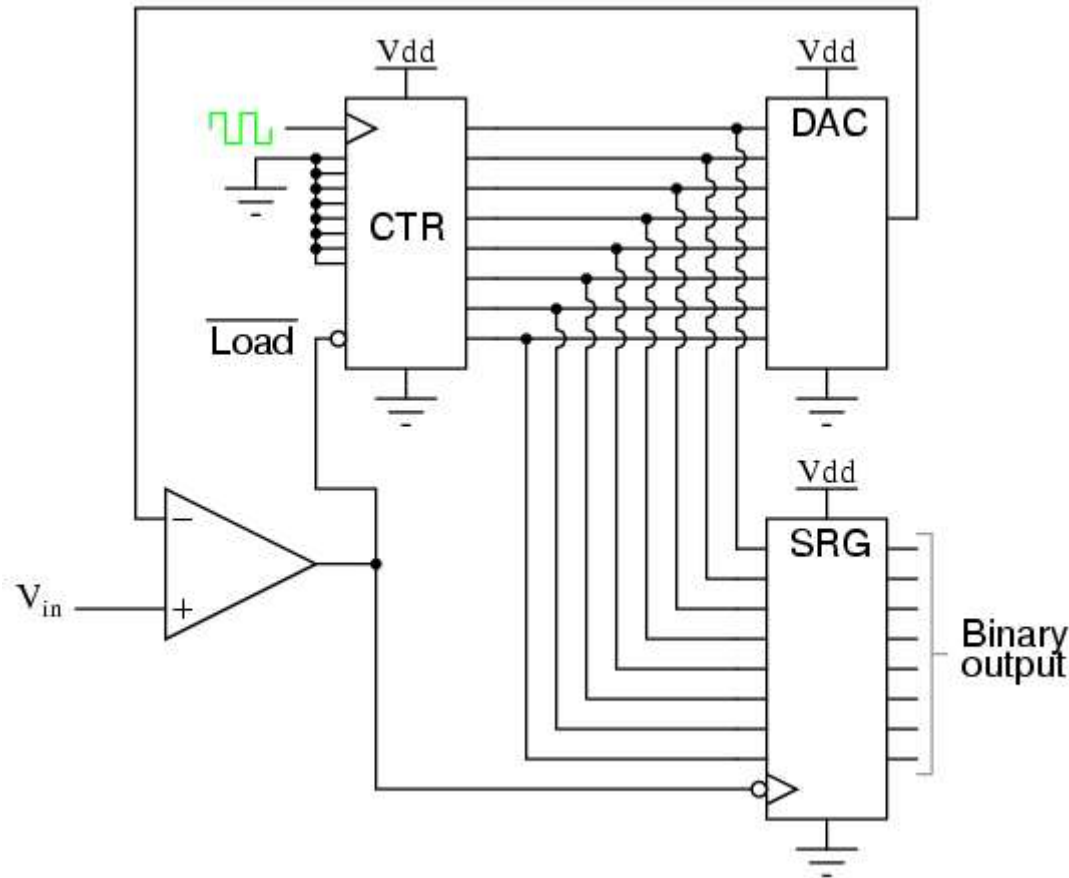 Vdd
Vdd
DAC
CTR
Load
Vdd
SRG
−
Vin
+
Binary
output